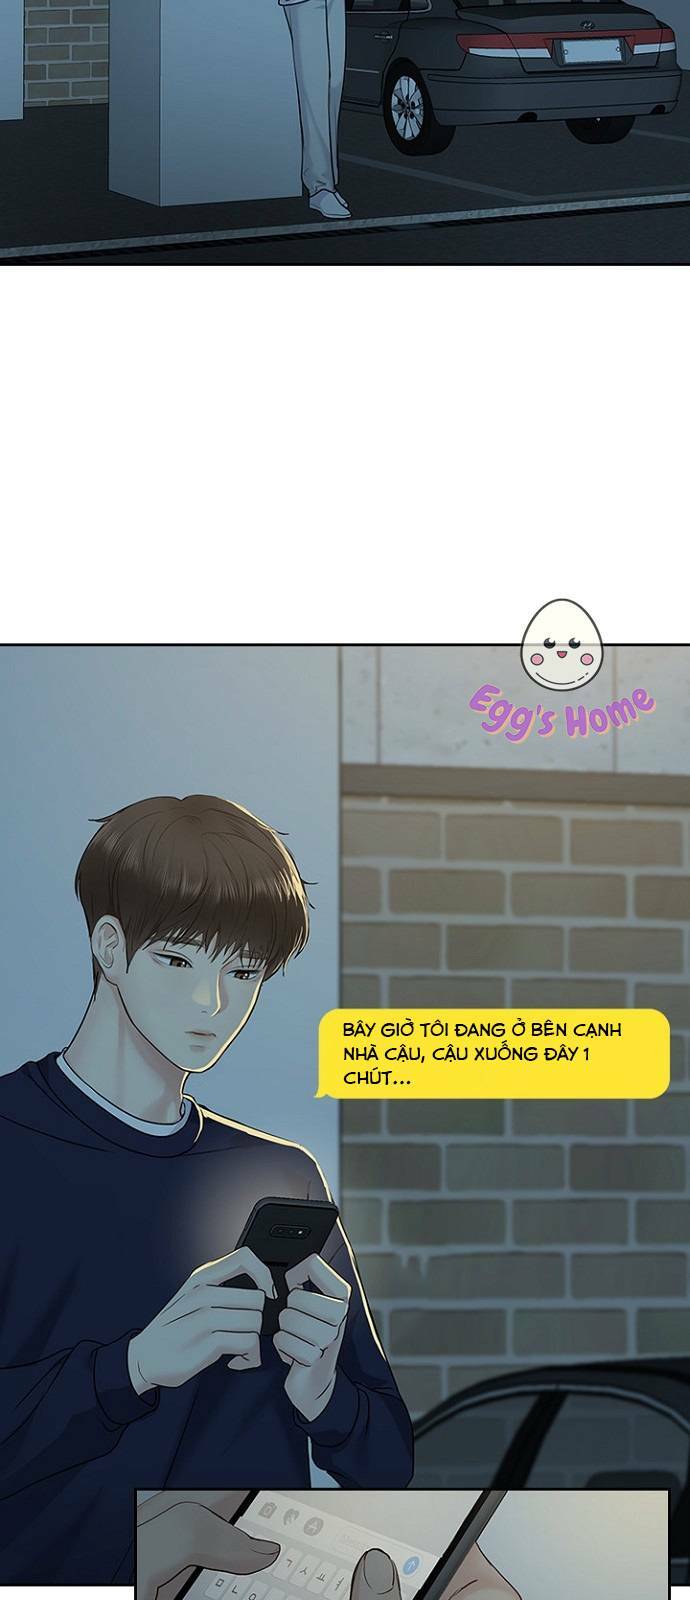 Egg's Home
BÂY GIỜ TÔI ĐANG Ở BÊN CẠNH
NHÀ CẬU, CẬU XUỐNG ĐÂY 1
CHÚT...
ㄱ ㅅ ㅛ ㅕ
ㅁ ㄴ ㅇ